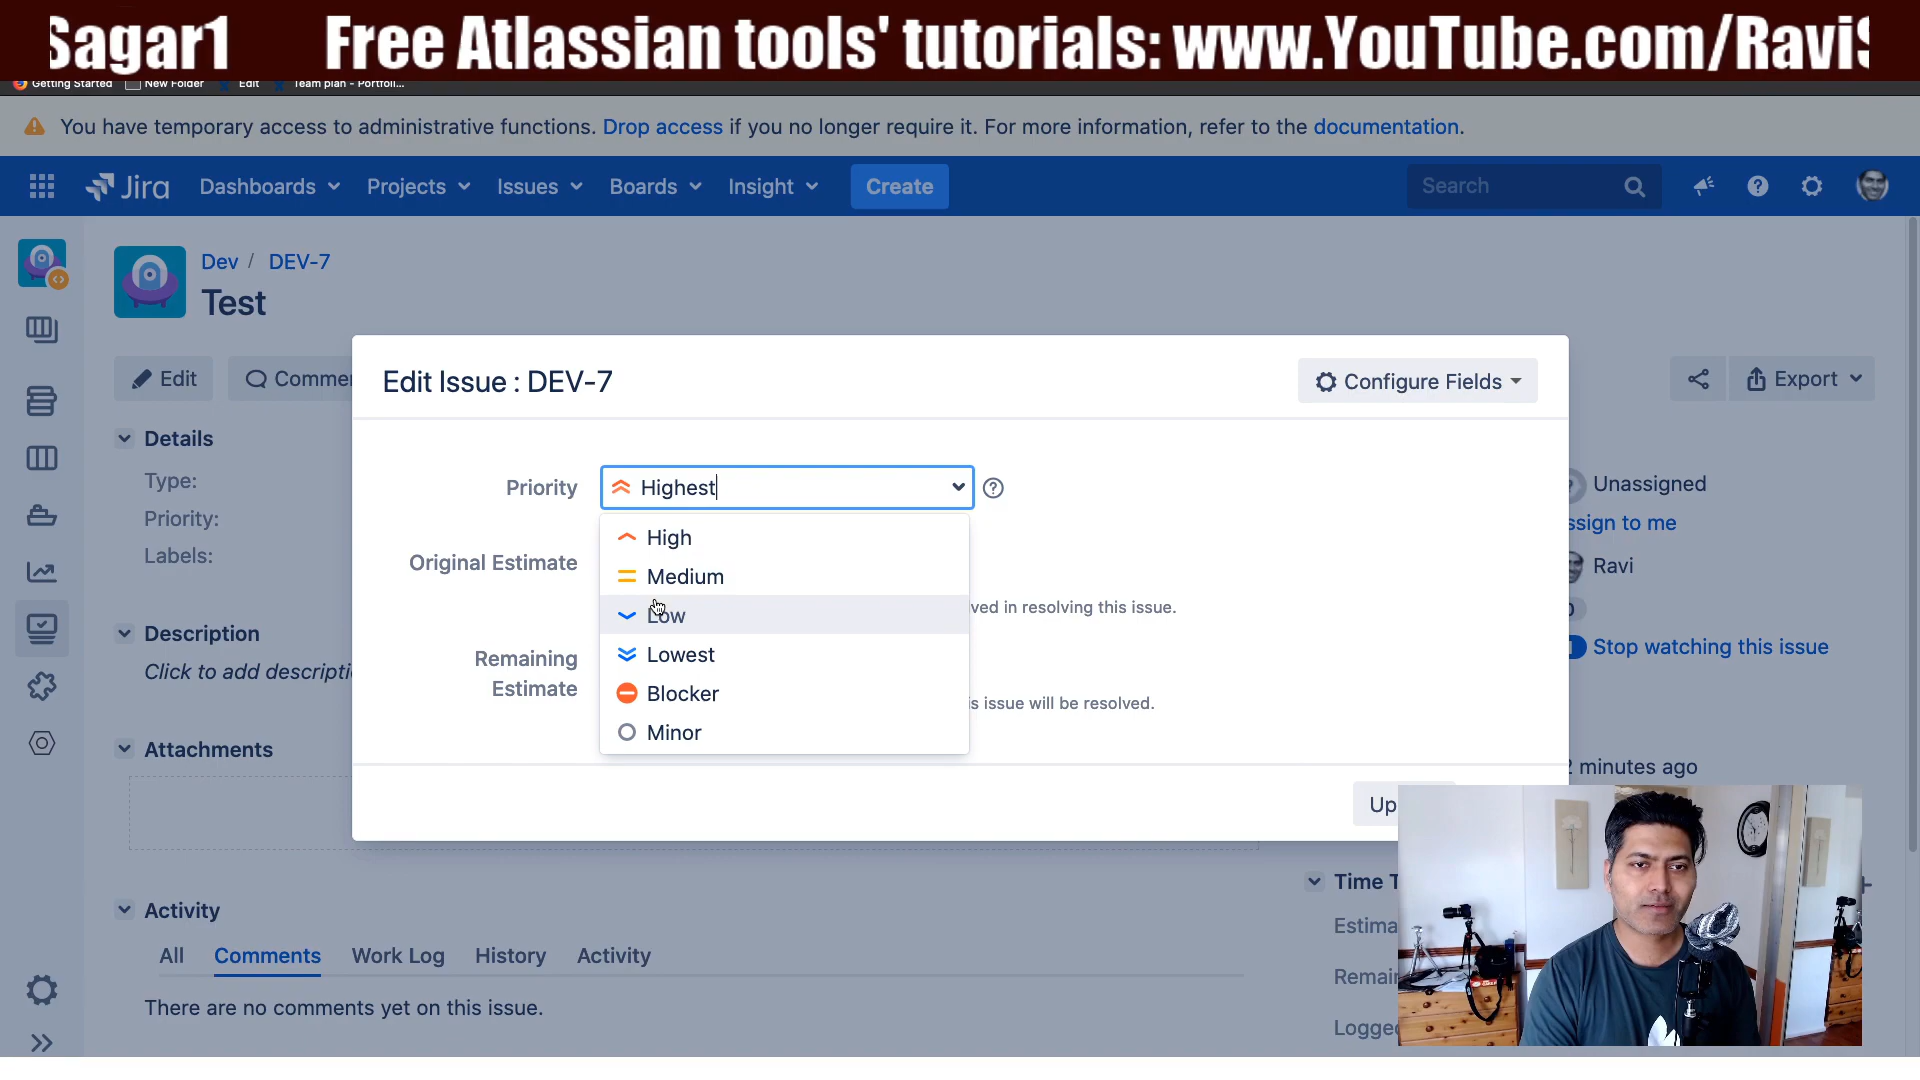 Sagar1 Free Atlassian tools' tutorials: www.YouTube.com/RaviS
Getting Started New Folder Edit Team plan - Portfoli...
You have temporary access to administrative functions. Drop access if you no longer require it. For more information, refer to the documentation.
Jira Dashboards Projects Issues Boards Insight Create Search
Dev / DEV-7
Test
Edit Commen Export
Edit Issue : DEV-7 Configure Fields
Details
Type:
Priority:
Labels:
Priority Highest
High
Medium
Low
Lowest
Blocker
Minor
Original Estimate
ved in resolving this issue.
Remaining
Estimate
s issue will be resolved.
Up
Unassigned
ssign to me
Ravi
Stop watching this issue
2 minutes ago
Description
Click to add descripti
Attachments
Activity
All Comments Work Log History Activity
There are no comments yet on this issue.
Time T
Estima
Remain
Logge